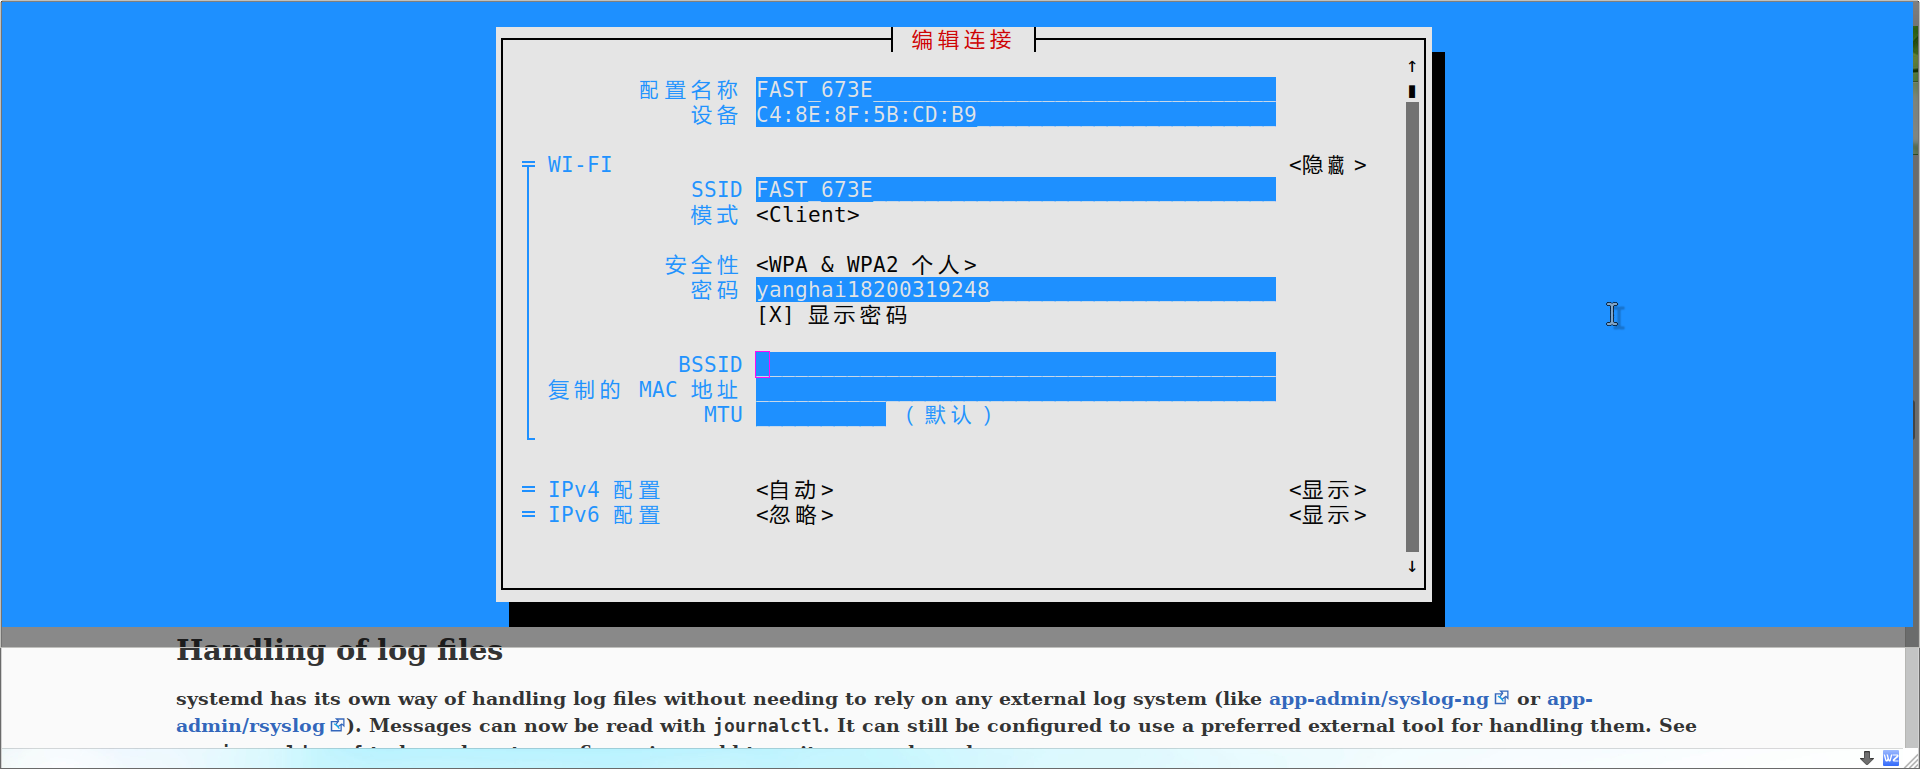 编辑连接
配置名称 FAST_673E
设备 C4:8E:8F:5B:CD:B9
WI-FI <隐藏>
SSID FAST_673E
模式 <Client>
安全性 <WPA & WPA2 个人>
密码 yanghai18200319248
[X] 显示密码
BSSID
复制的 MAC 地址
MTU (默认)
IPv4 配置 <自动> <显示>
IPv6 配置 <忽略> <显示>
Handling of log files
systemd has its own way of handling log files without needing to rely on any external log system (like app-admin/syslog-ng or app-
admin/rsyslog). Messages can now be read with journalctl. It can still be configured to use a preferred external tool for handling them. See